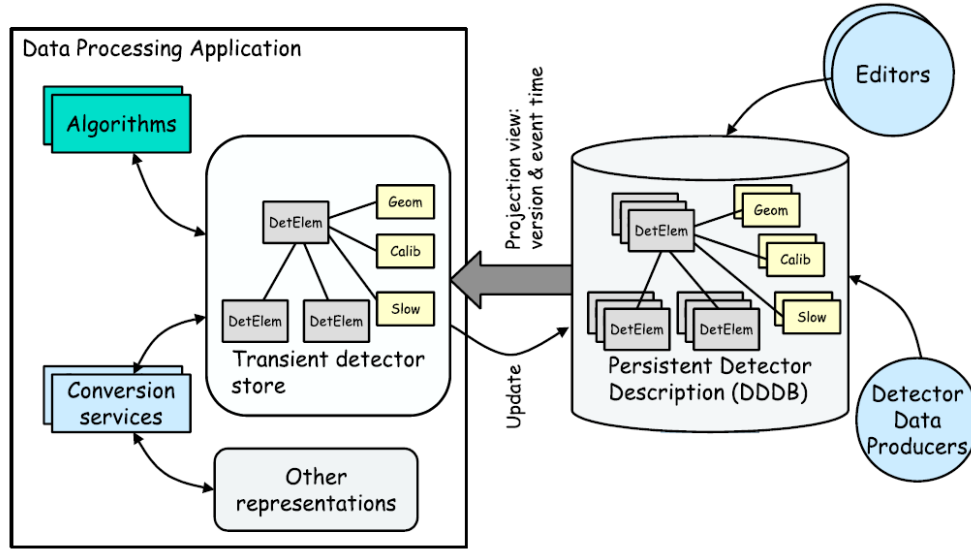 Data Processing Application
Algorithms
DetElem
Geom
Calib
Slow
DetElem
DetElem
Transient detector
store
Conversion
services
Other
representations
Projection view:
version & event time
Update
Editors
DetElem
Geom
Calib
Slow
DetElem
DetElem
Persistent Detector
Description (DDDB)
Detector
Data
Producers